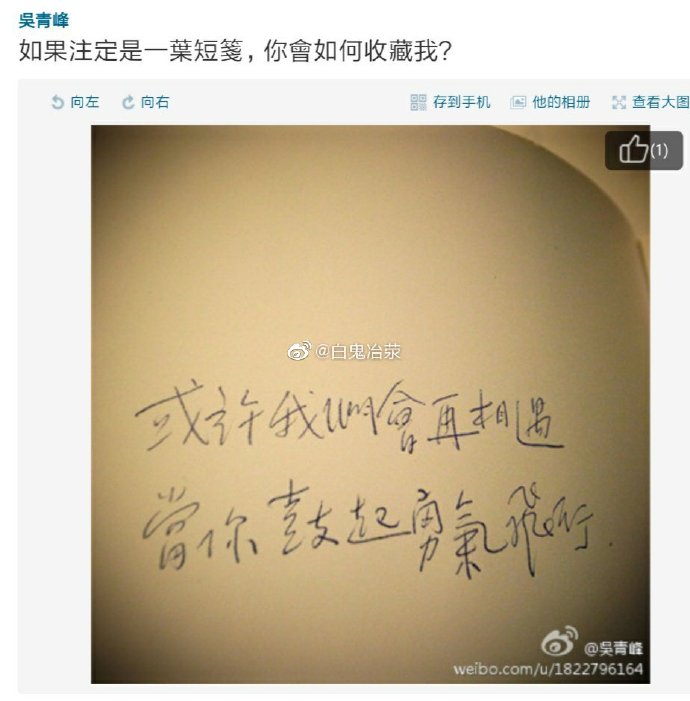 吳青峰
如果注定是一葉短箋，你會如何收藏我？
向左 向右 存到手机 他的相册 查看大图
(1)
@白鬼冶荥
或許我們會再相遇
當你鼓起勇氣飛行.
@吳青峰
weibo.com/u/1822796164